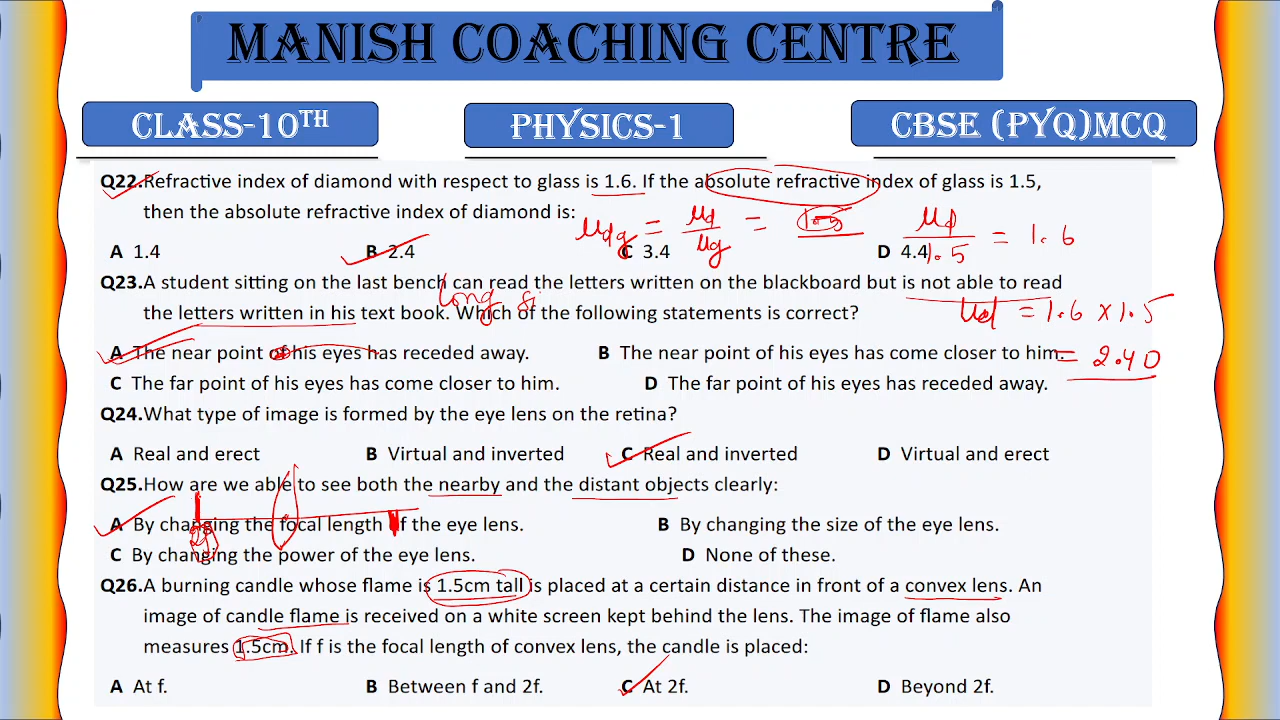 MANISH COACHING CENTRE
CLASS-10TH PHYSICS-1 CBSE (PYQ)MCQ
Q22.Refractive index of diamond with respect to glass is 1.6. If the absolute refractive index of glass is 1.5,
then the absolute refractive index of diamond is:
μdg = μd/μg = 1.5 μd/1.5 = 1.6
A 1.4 B 2.4 C 3.4 D 4.4
Q23.A student sitting on the last bench can read the letters written on the blackboard but is not able to read
long si
the letters written in his text book. Which of the following statements is correct?
μd = 1.6 x 1.5
A The near point of his eyes has receded away. B The near point of his eyes has come closer to him.
= 2.40
C The far point of his eyes has come closer to him. D The far point of his eyes has receded away.
Q24.What type of image is formed by the eye lens on the retina?
A Real and erect B Virtual and inverted C Real and inverted D Virtual and erect
Q25.How are we able to see both the nearby and the distant objects clearly:
A By changing the focal length of the eye lens. B By changing the size of the eye lens.
2f
C By changing the power of the eye lens. D None of these.
Q26.A burning candle whose flame is 1.5cm tall is placed at a certain distance in front of a convex lens. An
image of candle flame is received on a white screen kept behind the lens. The image of flame also
measures 1.5cm. If f is the focal length of convex lens, the candle is placed:
A At f. B Between f and 2f. C At 2f. D Beyond 2f.